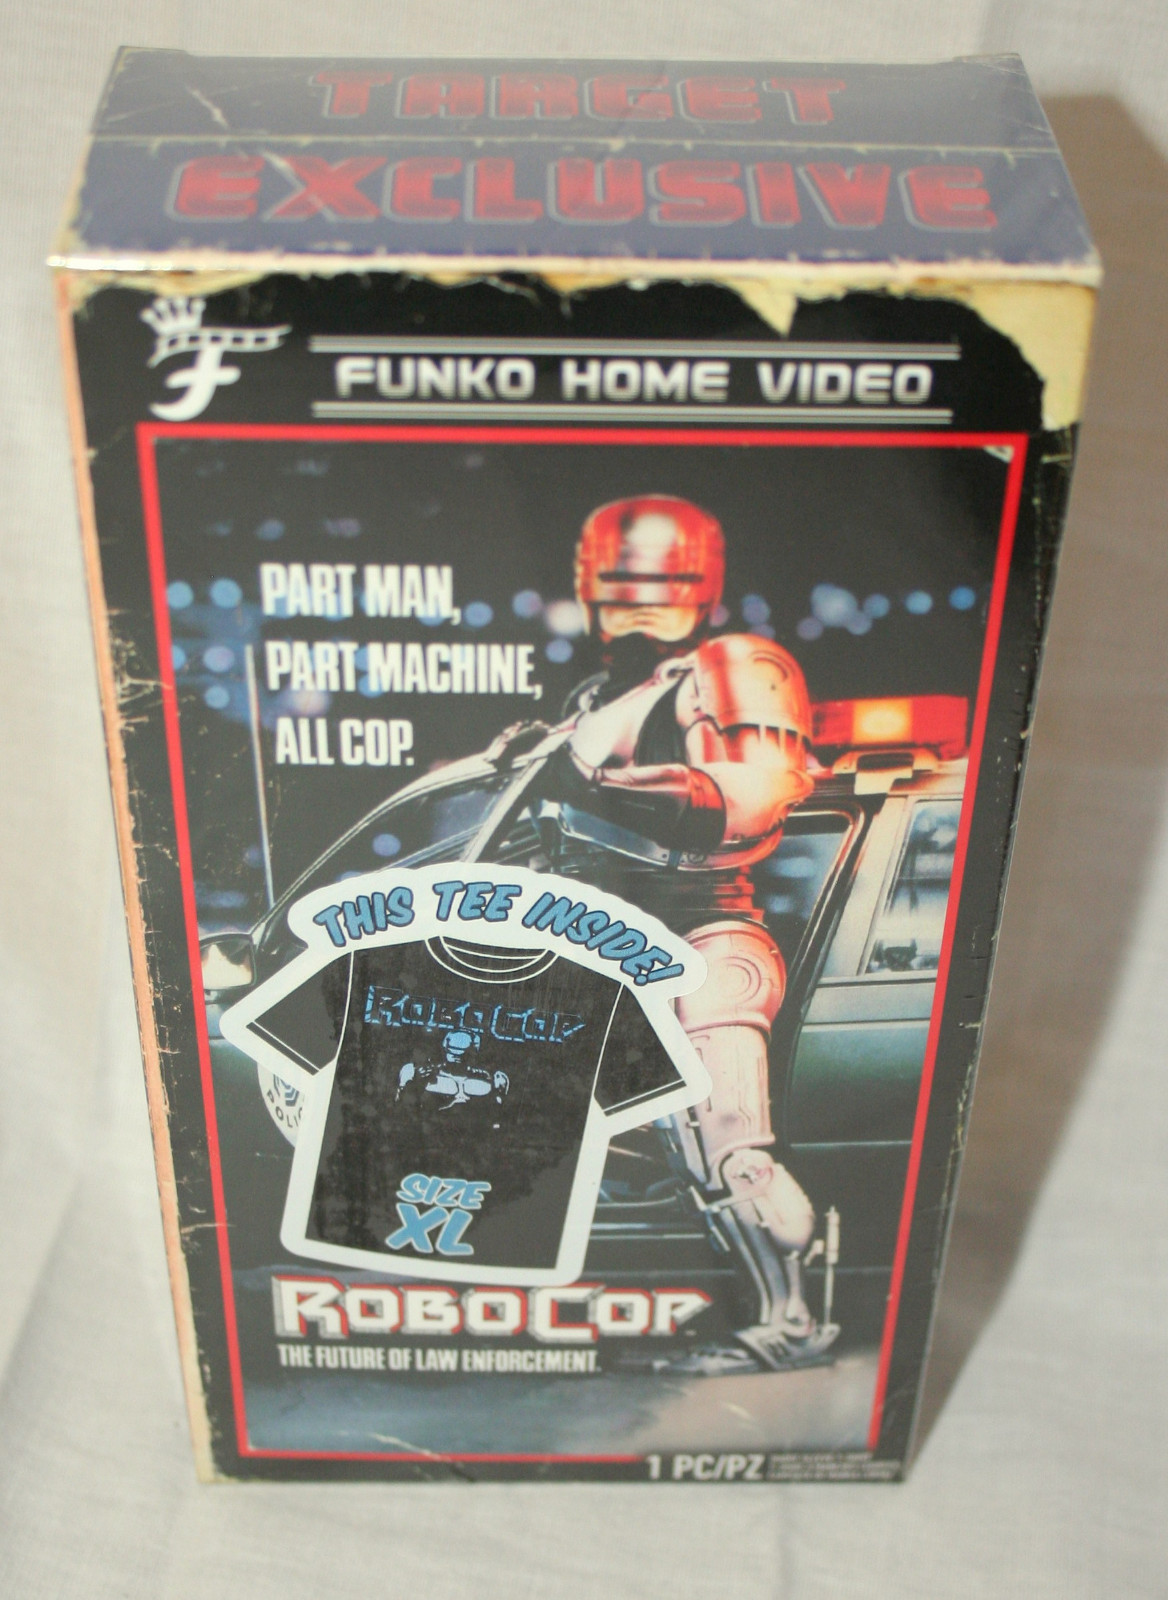 TARGET
EXCLUSIVE
FUNKO HOME VIDEO
PART MAN,
PART MACHINE,
ALL COP.
THIS TEE INSIDE!
ROBOCOP
SIZE
XL
ROBOCOP
THE FUTURE OF LAW ENFORCEMENT.
1 PC/PZ